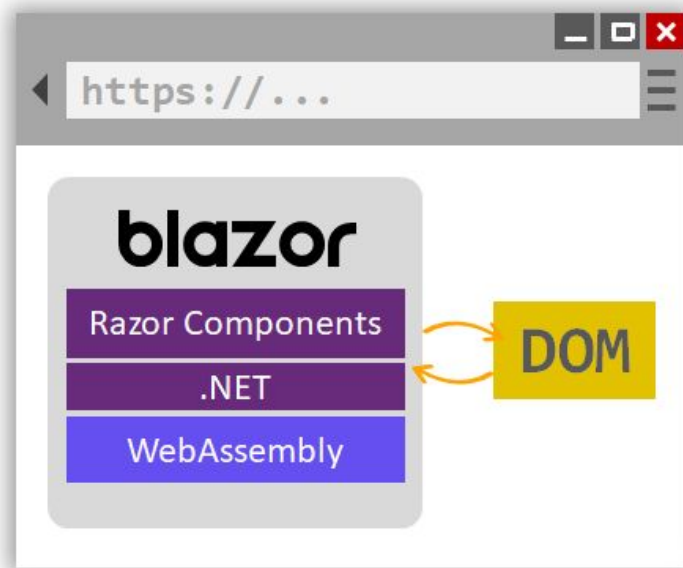 https://...
blazor
Razor Components
.NET
WebAssembly
DOM